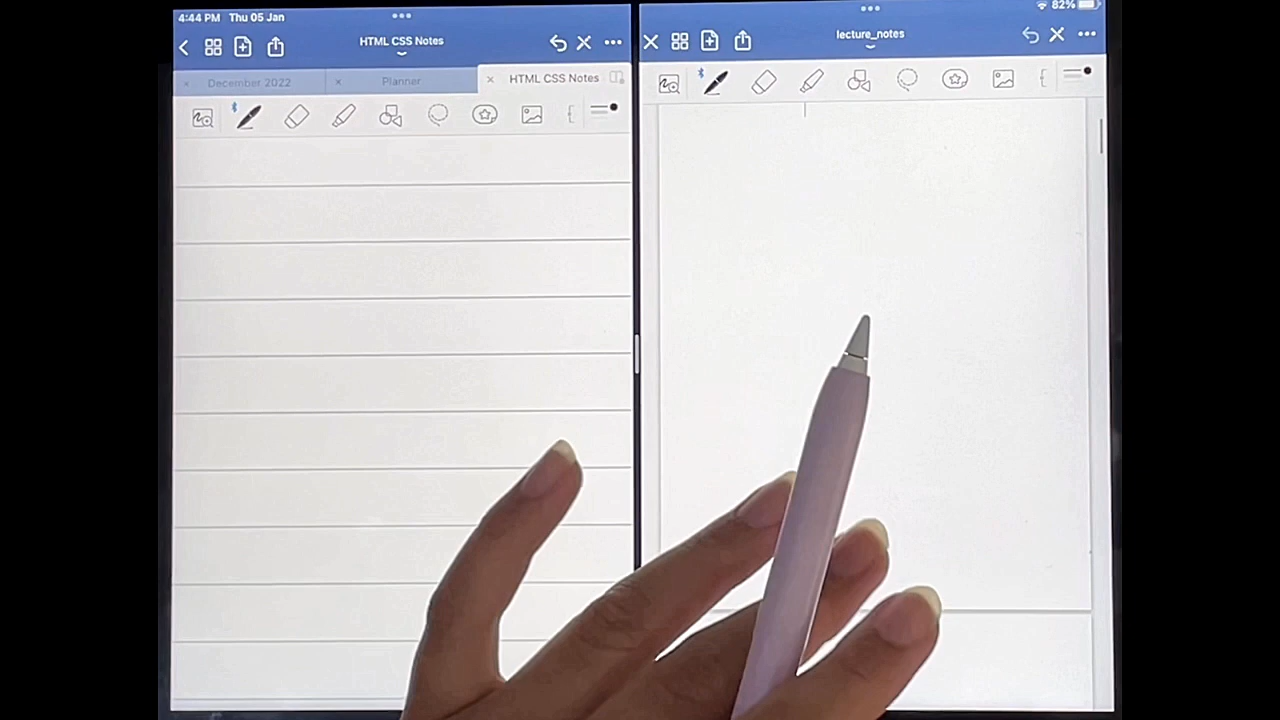 4:44 PM Thu 05 Jan
82%
HTML CSS Notes
lecture_notes
December 2022
Planner
HTML CSS Notes